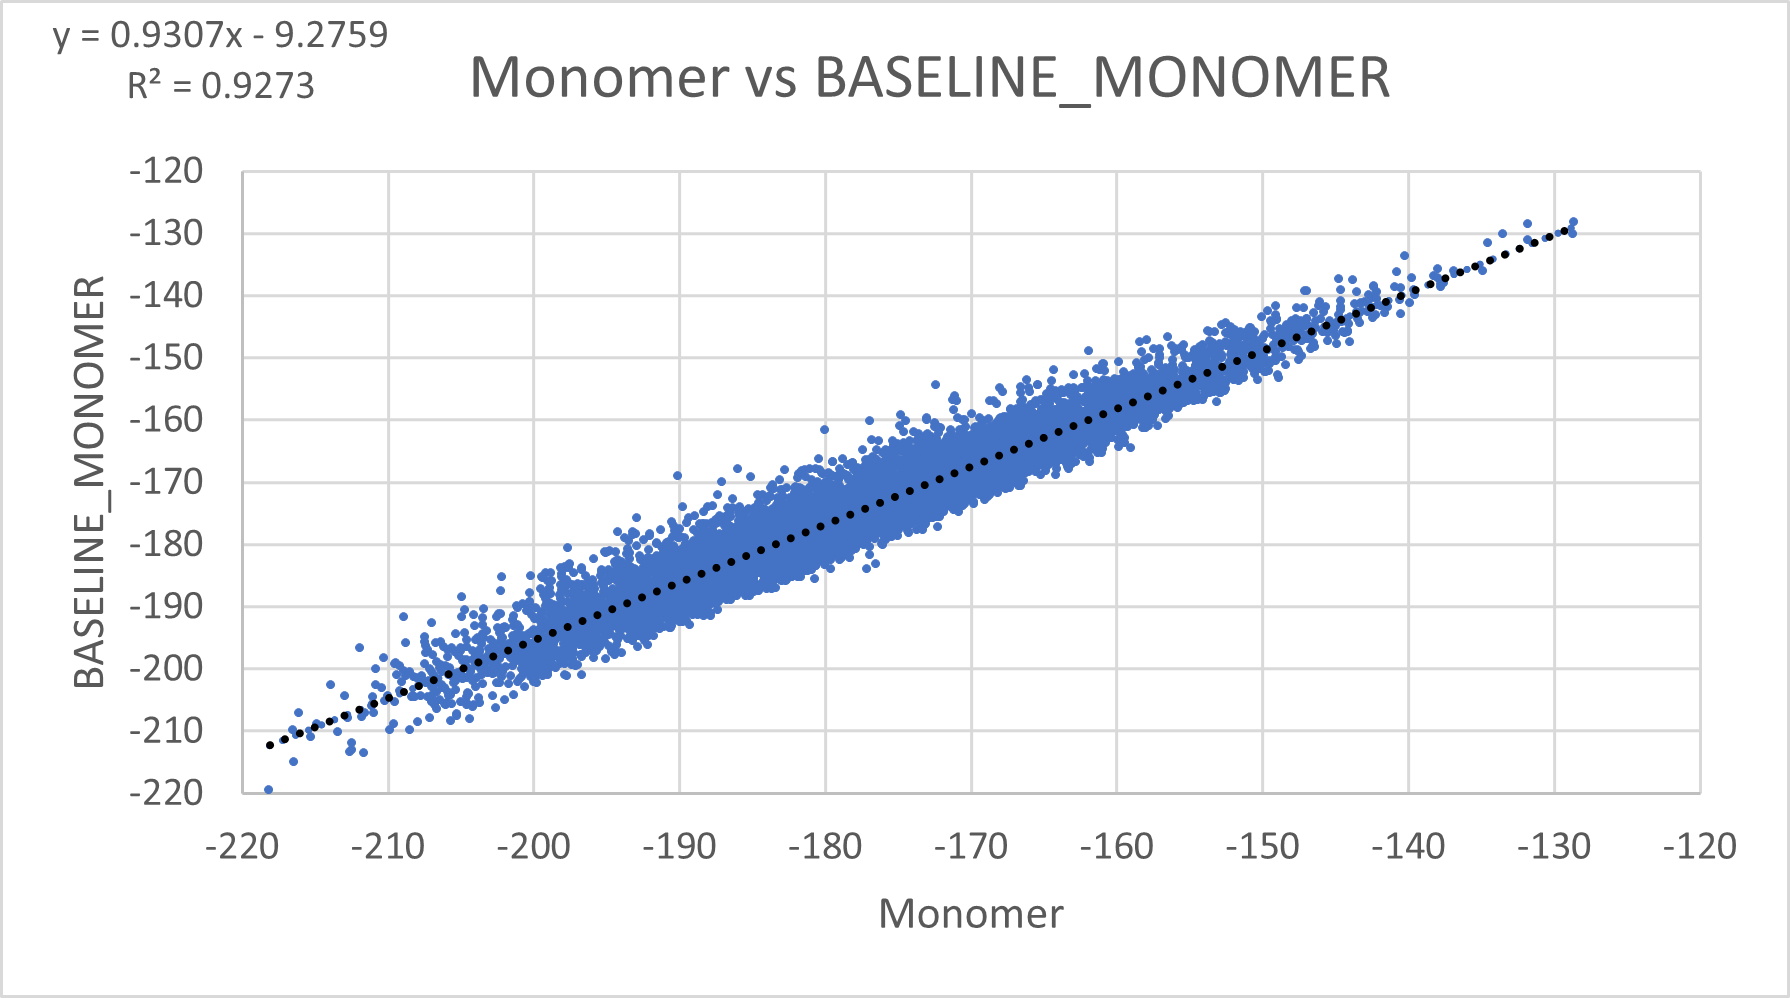 y = 0.9307x - 9.2759
R² = 0.9273
Monomer vs BASELINE_MONOMER
-120
-130
-140
-150
-160
-170
-180
-190
-200
-210
-220
BASELINE_MONOMER
-220 -210 -200 -190 -180 -170 -160 -150 -140 -130 -120
Monomer